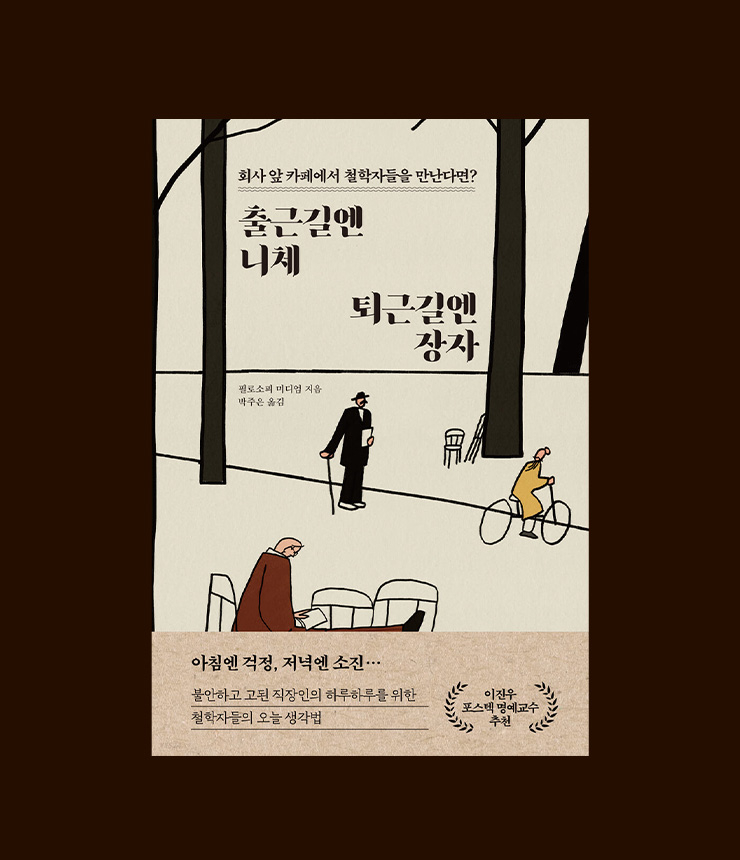 회사 앞 카페에서 철학자들을 만난다면?
출근길엔
니체
퇴근길엔
장자
필로소피 미디엄 지음
박주은 옮김
아침엔 걱정, 저녁엔 소진…
불안하고 고된 직장인의 하루하루를 위한
철학자들의 오늘 생각법
이진우
포스텍 명예교수
추천